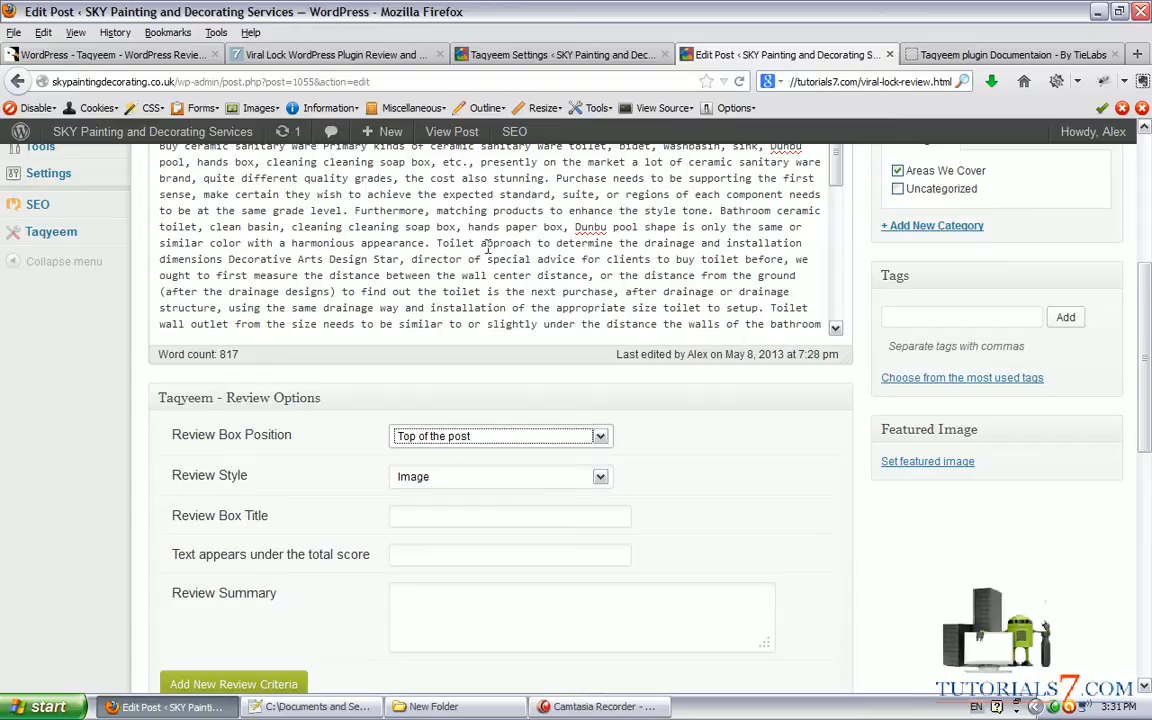 Edit Post ‹ SKY Painting and Decorating Services — WordPress - Mozilla Firefox
File Edit View History Bookmarks Tools Help
WordPress - Taqyeem - WordPress Revie...
Viral Lock WordPress Plugin Review and ...
Taqyeem Settings ‹ SKY Painting and Dec...
Edit Post ‹ SKY Painting and Decorating S...
Taqyeem plugin Documentaion - By TieLabs
skypaintingdecorating.co.uk/wp-admin/post.php?post=1055&action=edit
//tutorials7.com/viral-lock-review.html
Disable Cookies CSS Forms Images Information Miscellaneous Outline Resize Tools View Source Options
SKY Painting and Decorating Services 1 New View Post SEO Howdy, Alex
Tools
Settings
SEO
Taqyeem
Collapse menu
Buy ceramic sanitary ware Primary kinds of ceramic sanitary ware toilet, bidet, washbasin, sink, Dunbu
pool, hands box, cleaning cleaning soap box, etc., presently on the market a lot of ceramic sanitary ware
brand, quite different quality grades, the cost also stunning. Purchase needs to be supporting the first
sense, make certain they wish to achieve the expected standard, suite, or regions of each component needs
to be at the same grade level. Furthermore, matching products to enhance the style tone. Bathroom ceramic
toilet, clean basin, cleaning cleaning soap box, hands paper box, Dunbu pool shape is only the same or
similar color with a harmonious appearance. Toilet approach to determine the drainage and installation
dimensions Decorative Arts Design Star, director of special advice for clients to buy toilet before, we
ought to first measure the distance between the wall center distance, or the distance from the ground
(after the drainage designs) to find out the toilet is the next purchase, after drainage or drainage
structure, using the same drainage way and installation of the appropriate size toilet to setup. Toilet
wall outlet from the size needs to be similar to or slightly under the distance the walls of the bathroom
Word count: 817
Last edited by Alex on May 8, 2013 at 7:28 pm
Taqyeem - Review Options
Review Box Position
Top of the post
Review Style
Image
Review Box Title
Text appears under the total score
Review Summary
Add New Review Criteria
Areas We Cover
Uncategorized
+ Add New Category
Tags
Add
Separate tags with commas
Choose from the most used tags
Featured Image
Set featured image
TUTORIALS7.COM
start
Edit Post ‹ SKY Painti...
C:\Documents and Se...
New Folder
Camtasia Recorder - ...
EN
3:31 PM